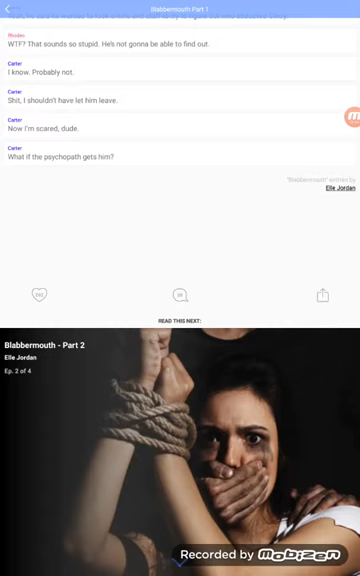 Blabbermouth Part 1
Rhodes
WTF? That sounds so stupid. He's not gonna be able to find out.
Carter
I know. Probably not.
Carter
Shit, I shouldn't have let him leave.
Carter
Now I'm scared, dude.
Carter
What if the psychopath gets him?
"Blabbermouth" entries by
Elle Jordan
READ THIS NEXT:
Blabbermouth - Part 2
Elle Jordan
Ep. 2 of 4
Recorded by mobizen